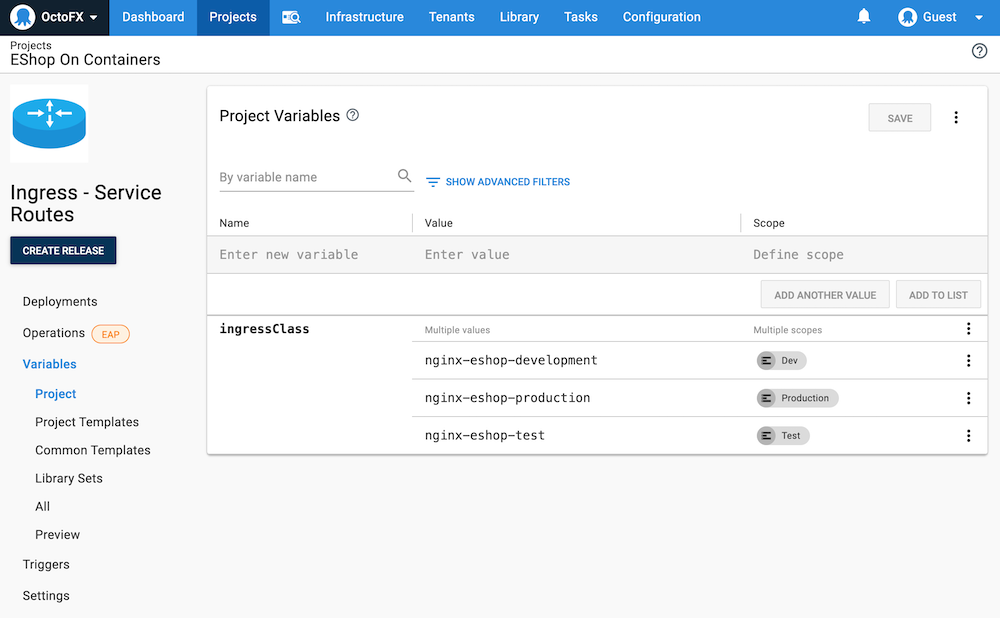 OctoFX
Dashboard
Projects
Infrastructure
Tenants
Library
Tasks
Configuration
Guest
Projects
EShop On Containers
Ingress - Service
Routes
CREATE RELEASE
Deployments
Operations EAP
Variables
Project
Project Templates
Common Templates
Library Sets
All
Preview
Triggers
Settings
Project Variables
SAVE
By variable name
SHOW ADVANCED FILTERS
Name Value Scope
Enter new variable Enter value Define scope
ADD ANOTHER VALUE ADD TO LIST
ingressClass Multiple values Multiple scopes
nginx-eshop-development Dev
nginx-eshop-production Production
nginx-eshop-test Test